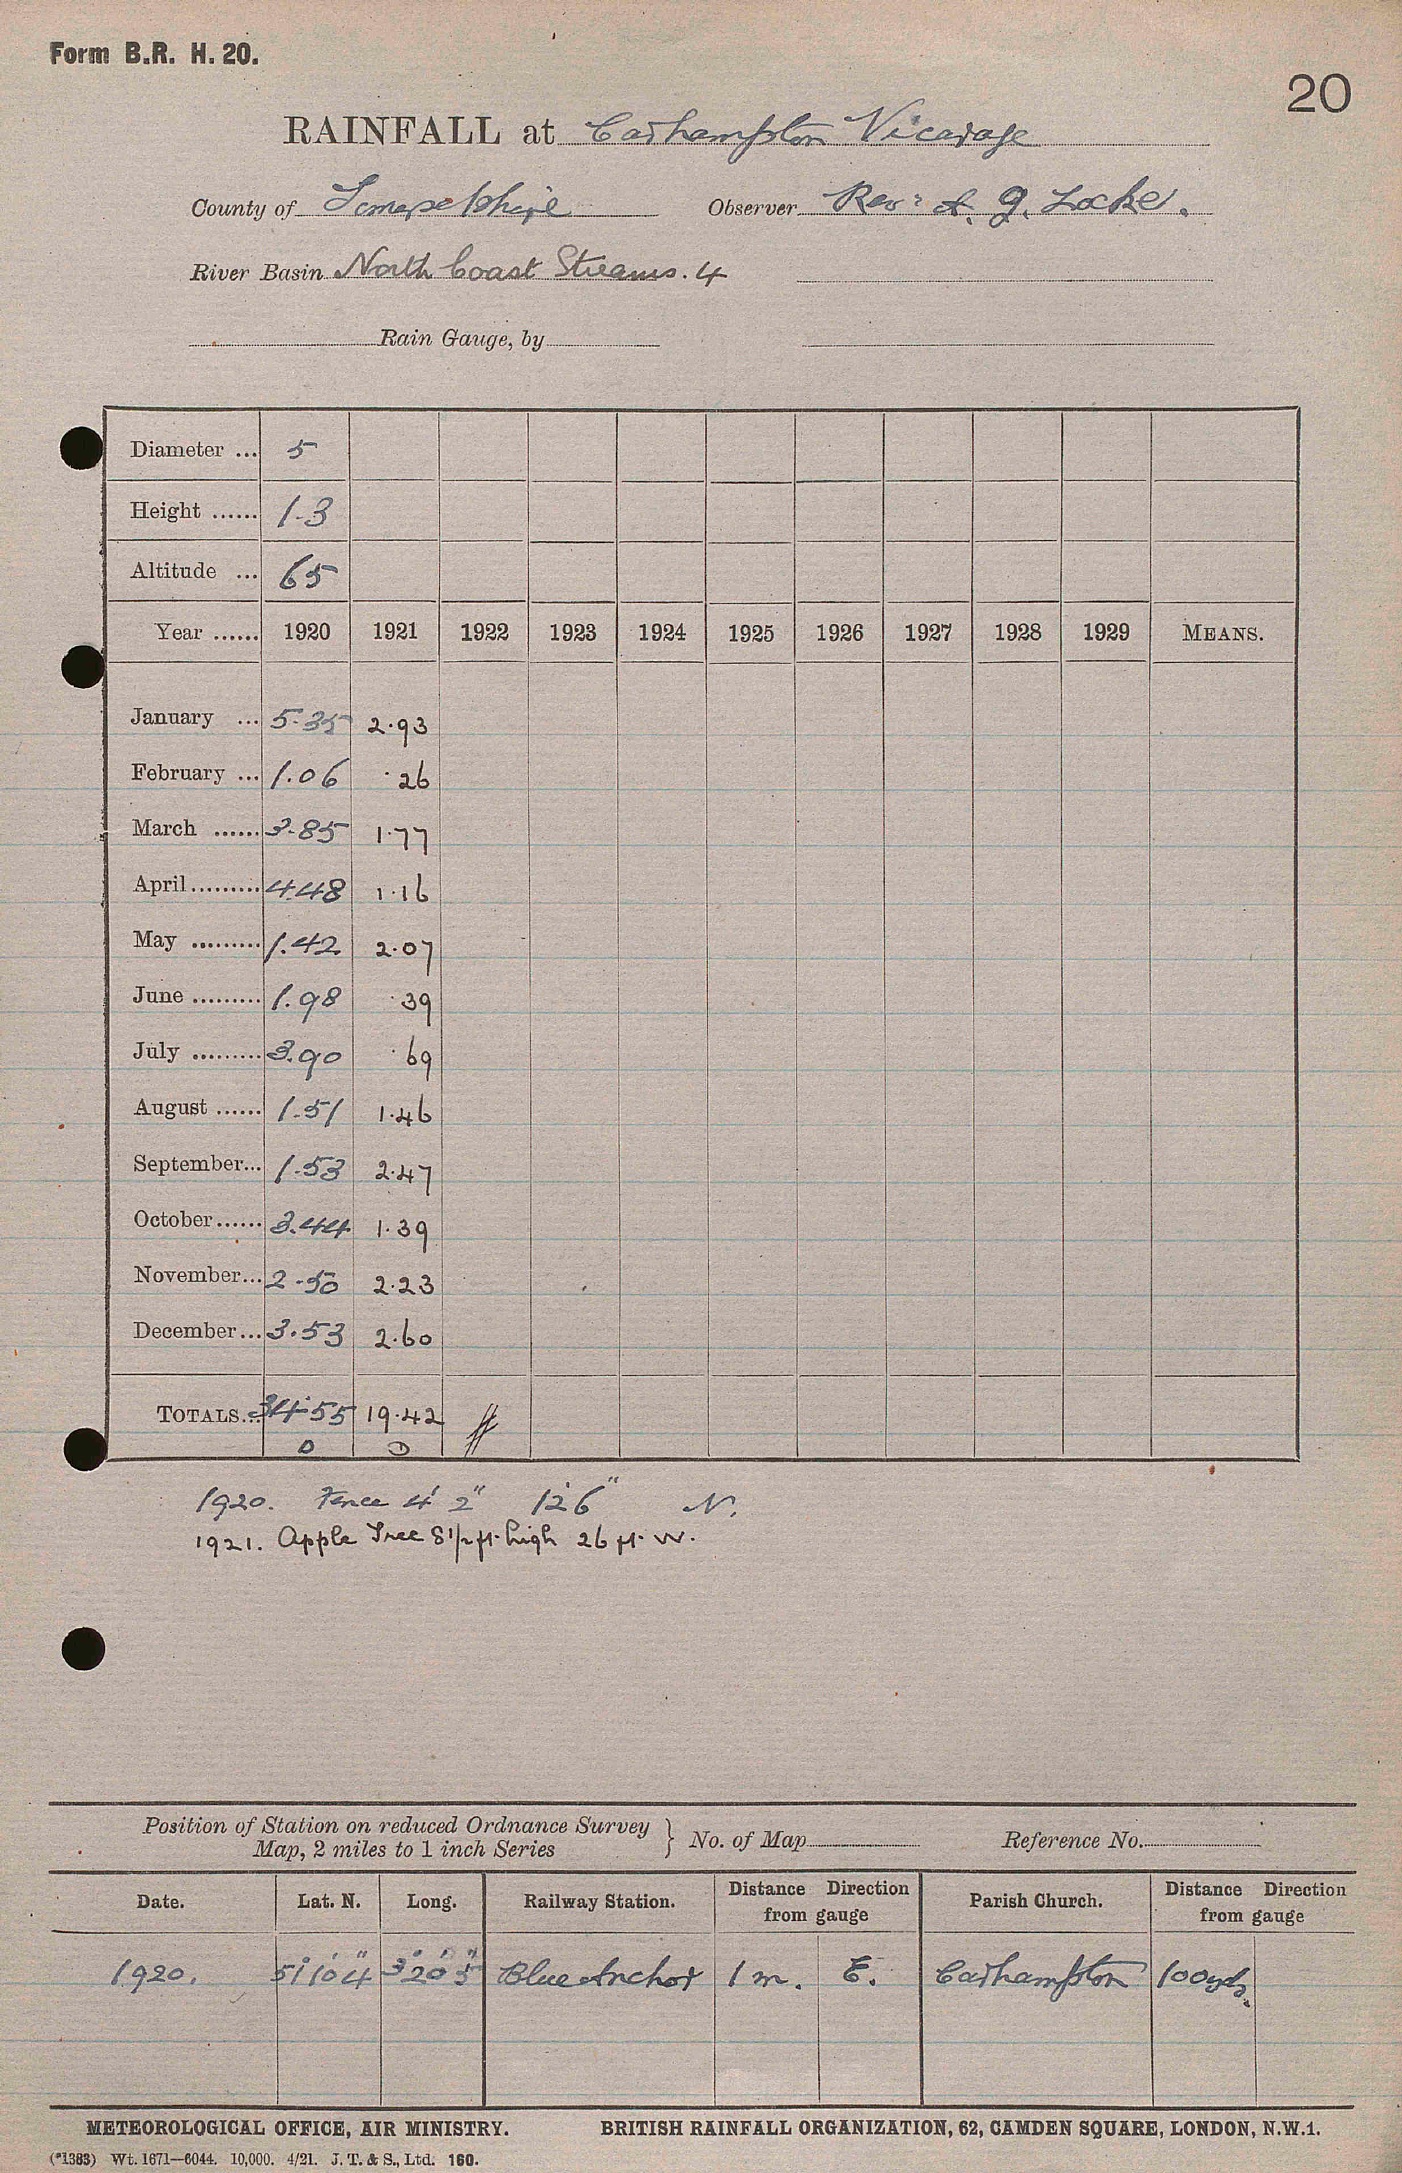 Form B.R. H. 20.
20
RAINFALL at Carhampton Vicarage
County of Somersetshire Observer Rev: A. G. Locke.
River Basin North Coast Streams. 4
Rain Gauge, by
Diameter ... 5
Height ...... 1-3
Altitude ... 65
Year ...... 1920 1921 1922 1923 1924 1925 1926 1927 1928 1929 MEANS.
January ... 5.35 2.93
February ... 1.06 .26
March ...... 3.85 1.77
April ......... 4.48 1.16
May ......... 1.42 2.07
June ......... 1.98 .39
July ......... 3.90 .69
August ...... 1.51 1.46
September... 1.53 2.47
October ...... 3.44 1.39
November... 2.50 2.23
December... 3.53 2.60
TOTALS... 34.55 19.42
D D
1920. Fence 4' 2" 12' 6" N.
1921. Apple Tree 8 1/2 ft. high 26 ft. W.
Position of Station on reduced Ordnance Survey
Map, 2 miles to 1 inch Series } No. of Map Reference No.
Date. Lat. N. Long. Railway Station. Distance Direction from gauge Parish Church. Distance Direction from gauge
1920. 51° 10' 4" 3° 20' 5" Blue Anchor 1 m. E. Carhampton 100 yds.
METEOROLOGICAL OFFICE, AIR MINISTRY. BRITISH RAINFALL ORGANIZATION, 62, CAMDEN SQUARE, LONDON, N.W.1.
(*1383) Wt. 1671—6044. 10,000. 4/21. J. T. & S., Ltd. 160.